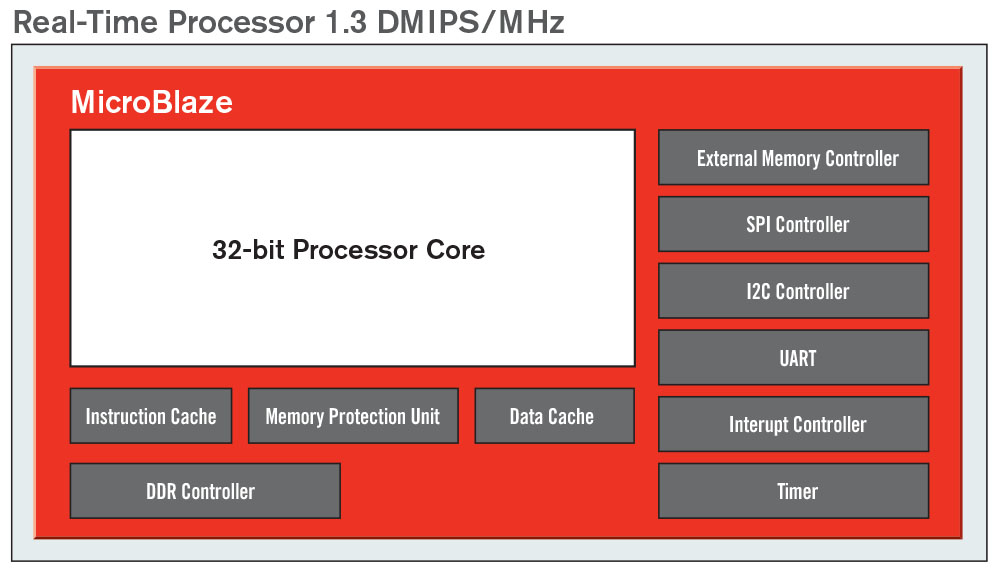 Real-Time Processor 1.3 DMIPS/MHz
MicroBlaze
32-bit Processor Core
External Memory Controller
SPI Controller
I2C Controller
UART
Interupt Controller
Timer
Instruction Cache
Memory Protection Unit
Data Cache
DDR Controller